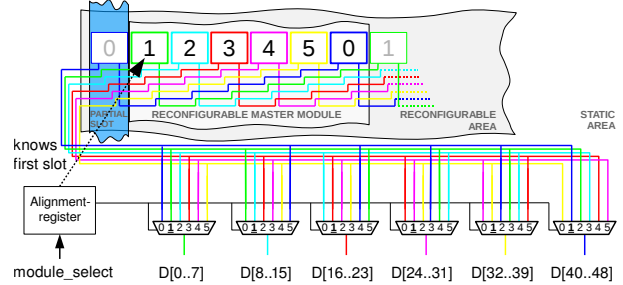 0 1 2 3 4 5 0 1
PARTIAL
SLOT
RECONFIGURABLE MASTER MODULE
RECONFIGURABLE
AREA
STATIC
AREA
knows
first slot
Alignment-
register
module_select
0 1 2 3 4 5
0 1 2 3 4 5
0 1 2 3 4 5
0 1 2 3 4 5
0 1 2 3 4 5
0 1 2 3 4 5
D[0..7] D[8..15] D[16..23] D[24..31] D[32..39] D[40..48]